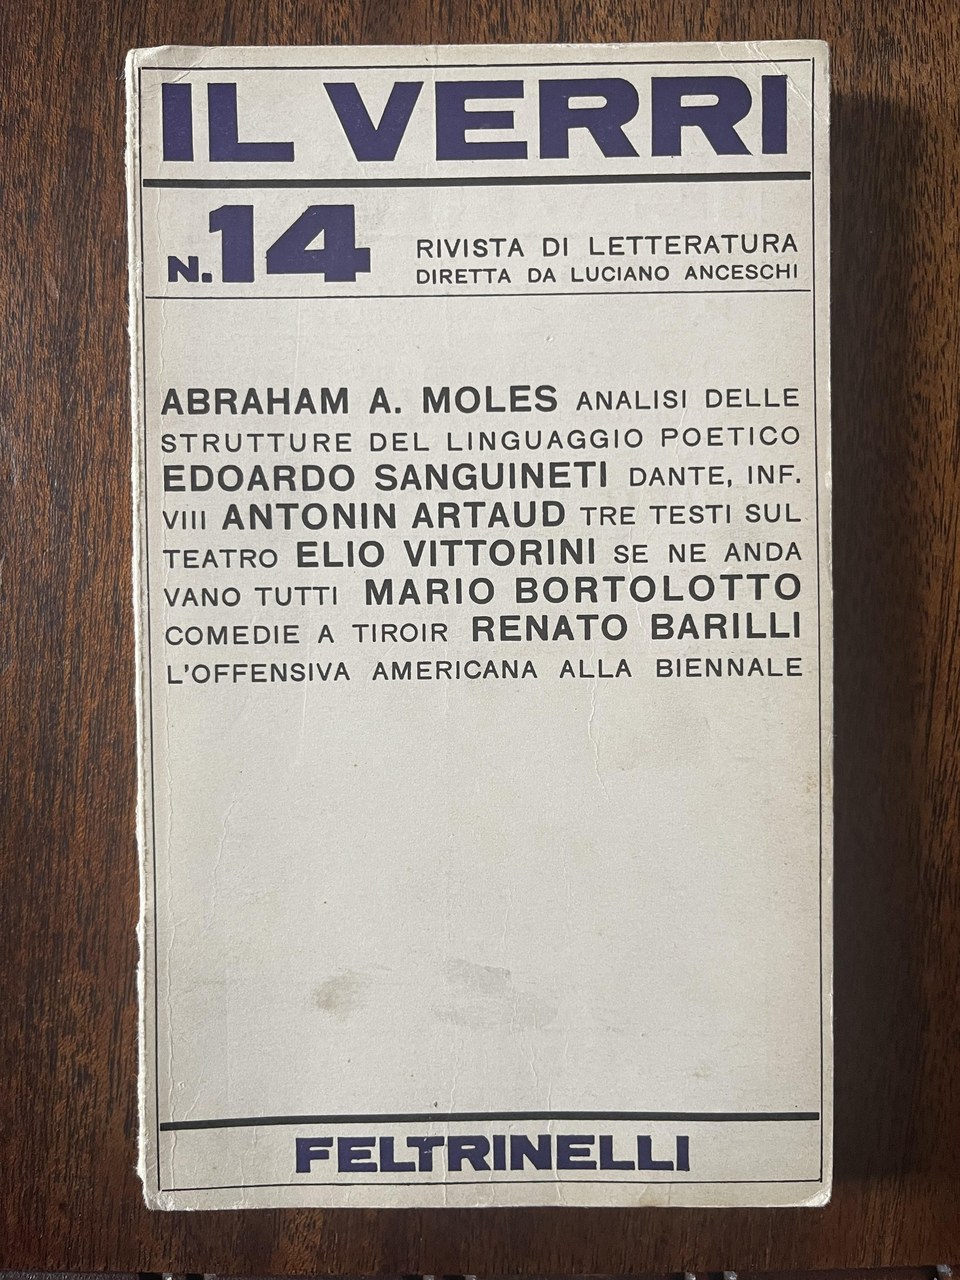 IL VERRI
N.14
RIVISTA DI LETTERATURA
DIRETTA DA LUCIANO ANCESCHI
ABRAHAM A. MOLES ANALISI DELLE
STRUTTURE DEL LINGUAGGIO POETICO
EDOARDO SANGUINETI DANTE, INF.
VIII ANTONIN ARTAUD TRE TESTI SUL
TEATRO ELIO VITTORINI SE NE ANDA
VANO TUTTI MARIO BORTOLOTTO
COMEDIE A TIROIR RENATO BARILLI
L'OFFENSIVA AMERICANA ALLA BIENNALE
FELTRINELLI